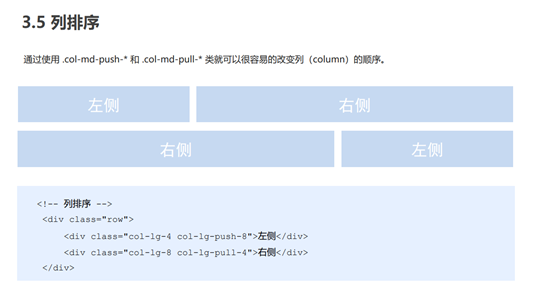 3.5 列排序
通过使用 .col-md-push-* 和 .col-md-pull-* 类就可以很容易的改变列（column）的顺序。
左侧 右侧
右侧 左侧
<!-- 列排序 -->
<div class="row">
<div class="col-lg-4 col-lg-push-8">左侧</div>
<div class="col-lg-8 col-lg-pull-4">右侧</div>
</div>